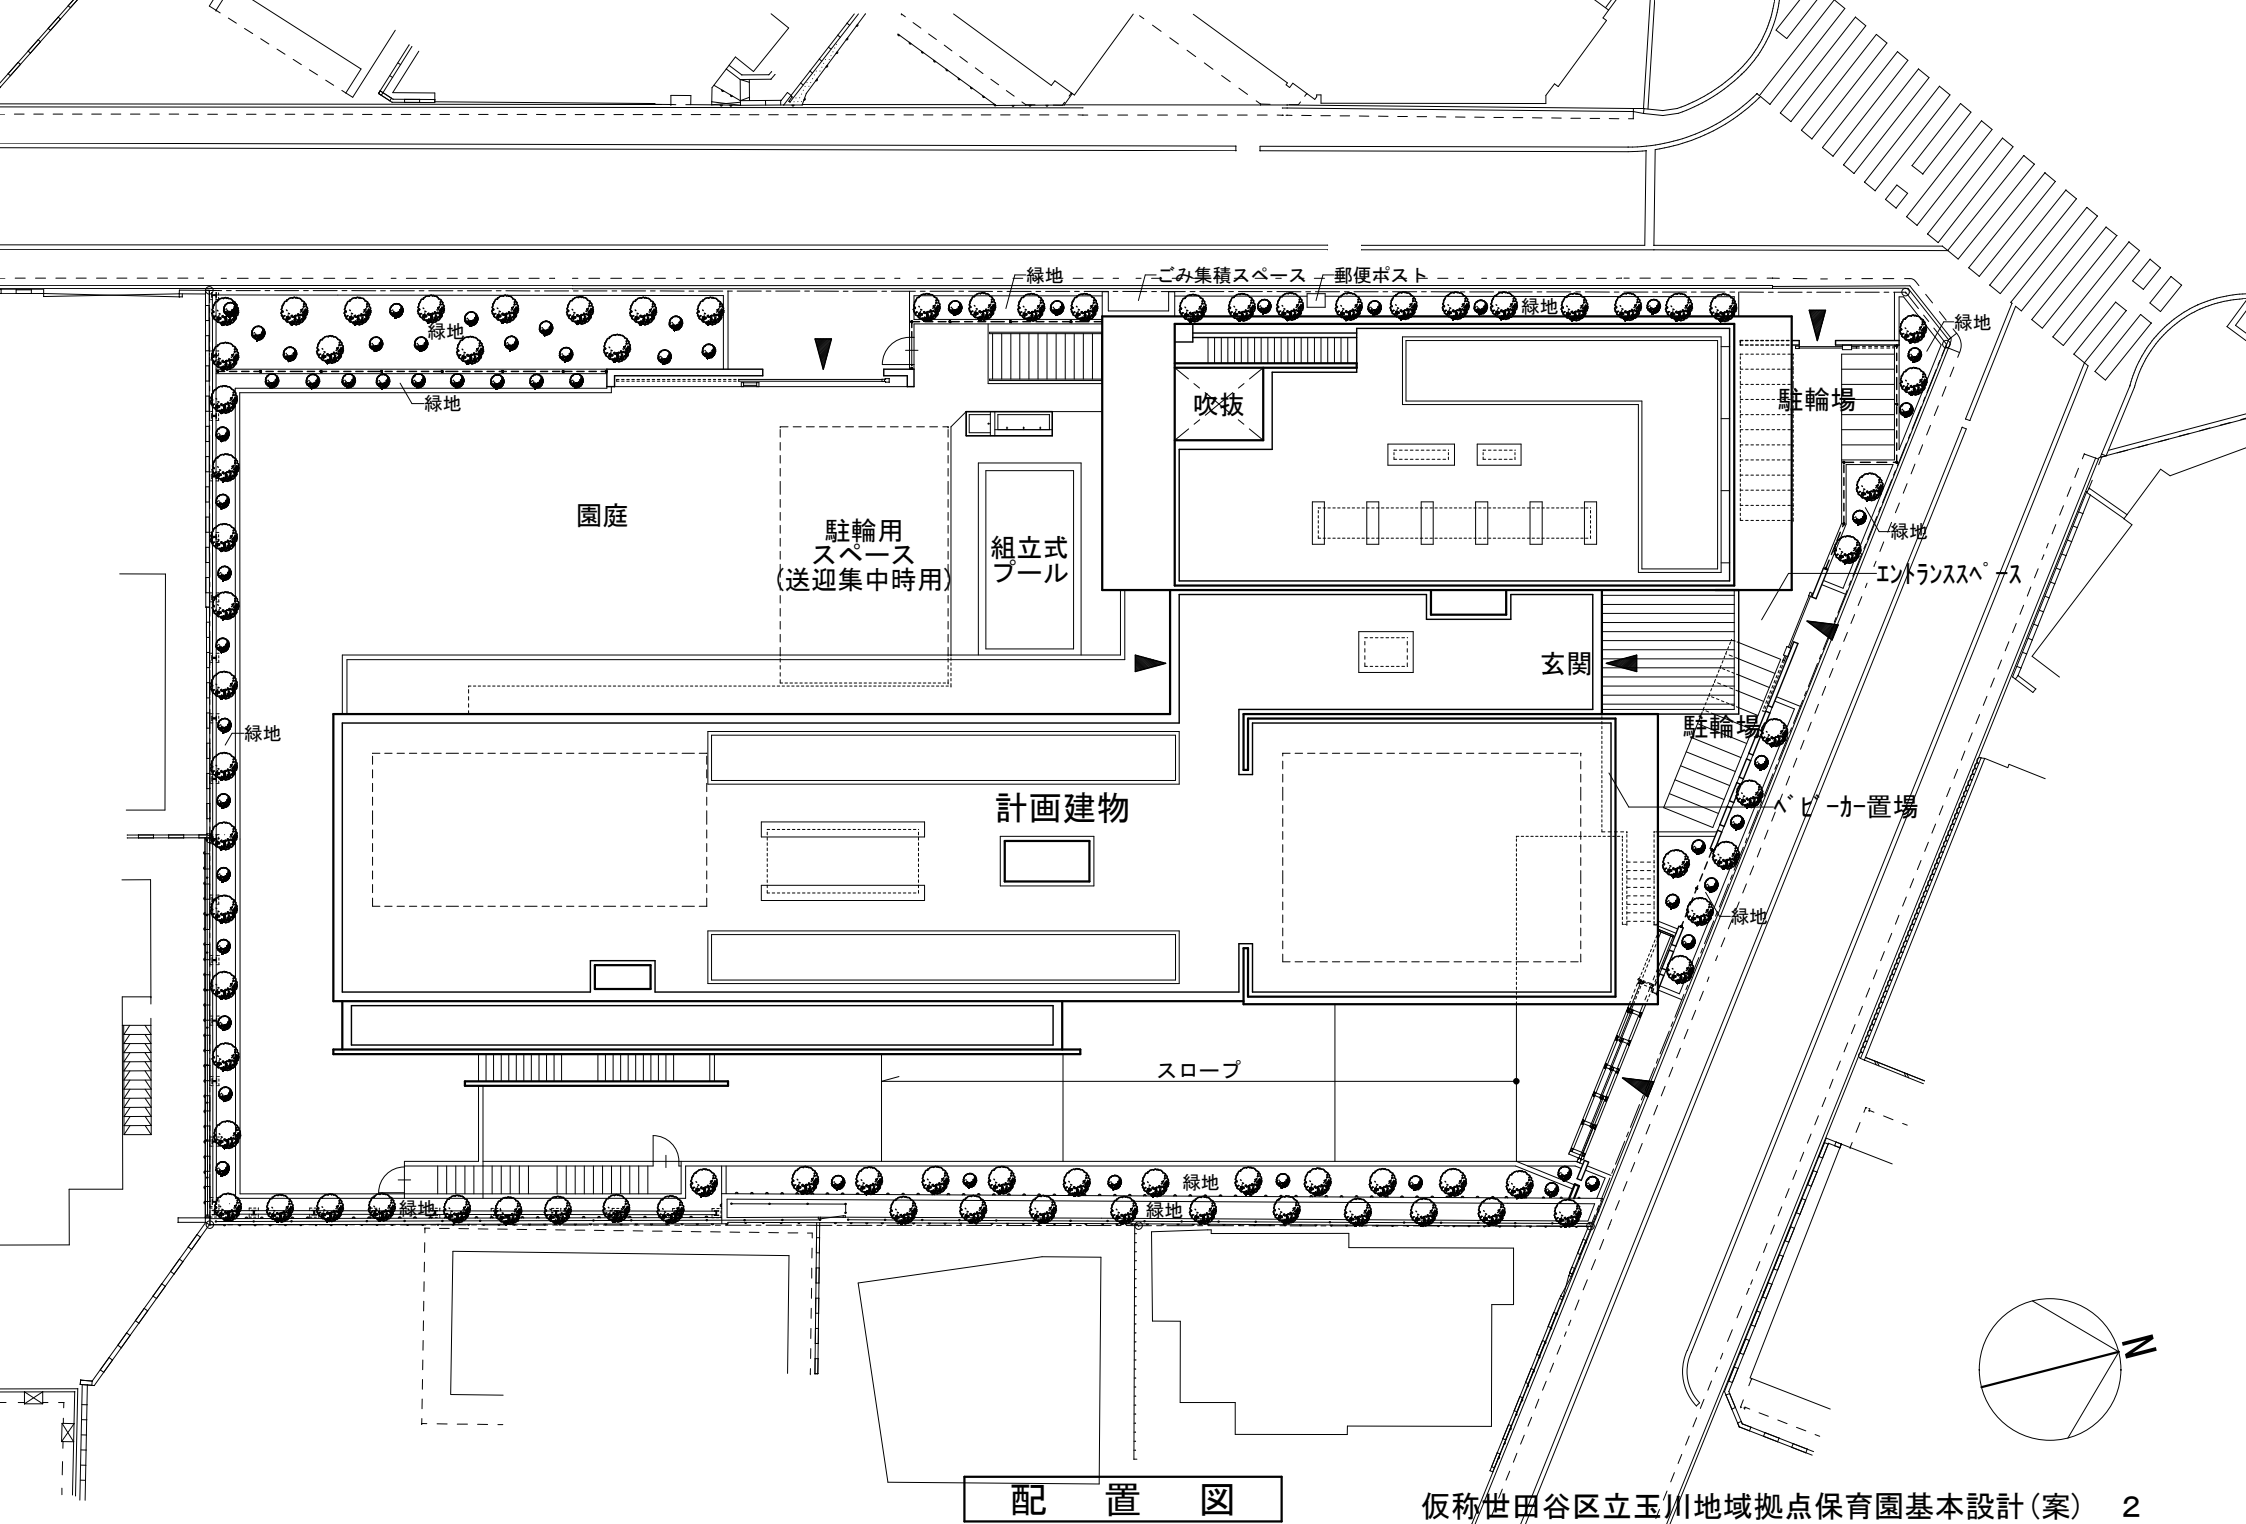 緑地
ごみ集積スペース
郵便ポスト
緑地
緑地
緑地
緑地
駐輪場
吹抜
園庭
駐輪用
スペース
(送迎集中時用)
組立式
プール
緑地
エントランススペース
玄関
緑地
駐輪場
計画建物
ベビーカー置場
緑地
スロープ
緑地
緑地
緑地
N
配 置 図
仮称世田谷区立玉川地域拠点保育園基本設計(案) 2